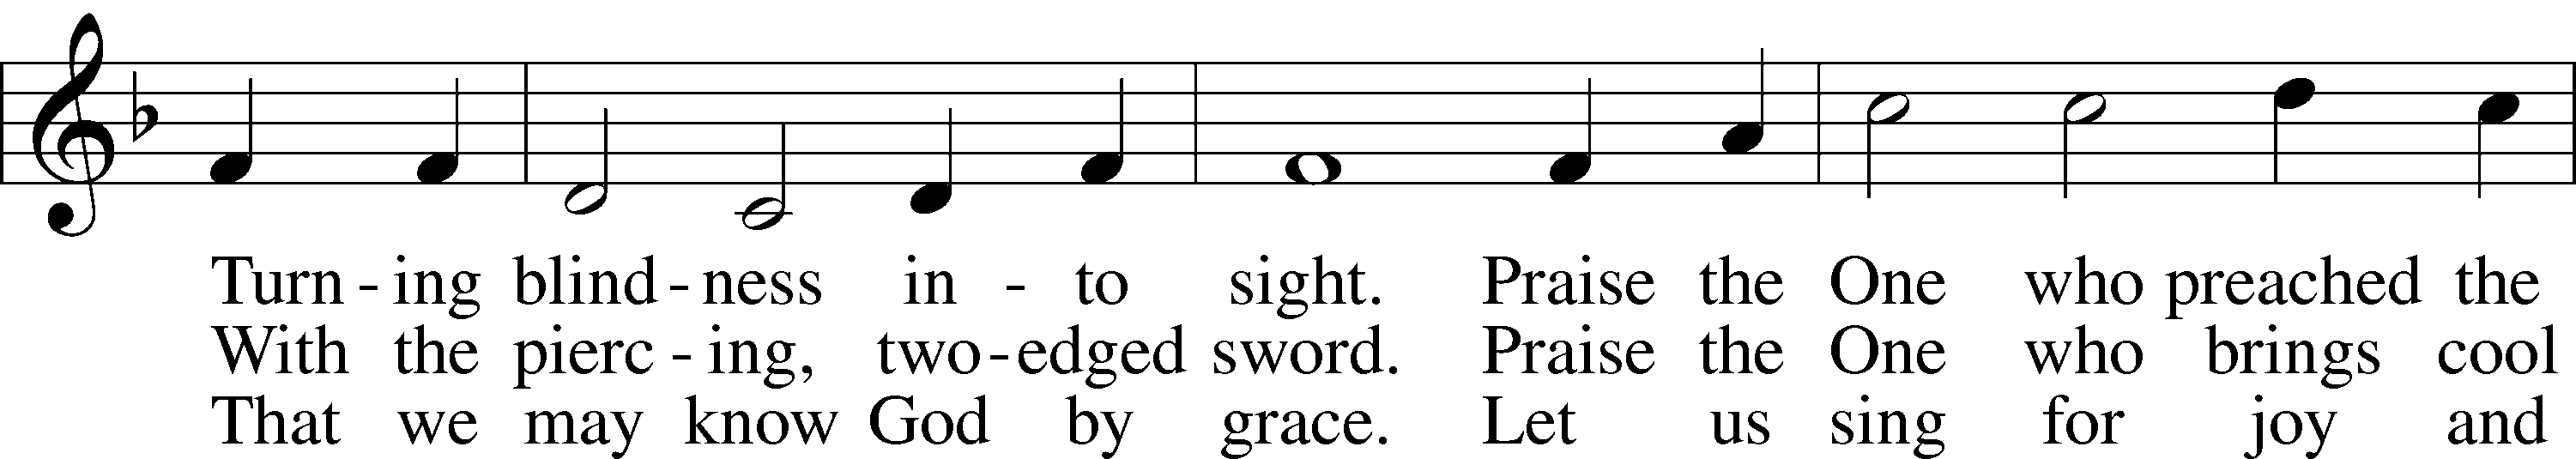 Turn - ing blind - ness in - to sight. Praise the One who preached the
With the pierc - ing, two - edged sword. Praise the One who brings cool
That we may know God by grace. Let us sing for joy and